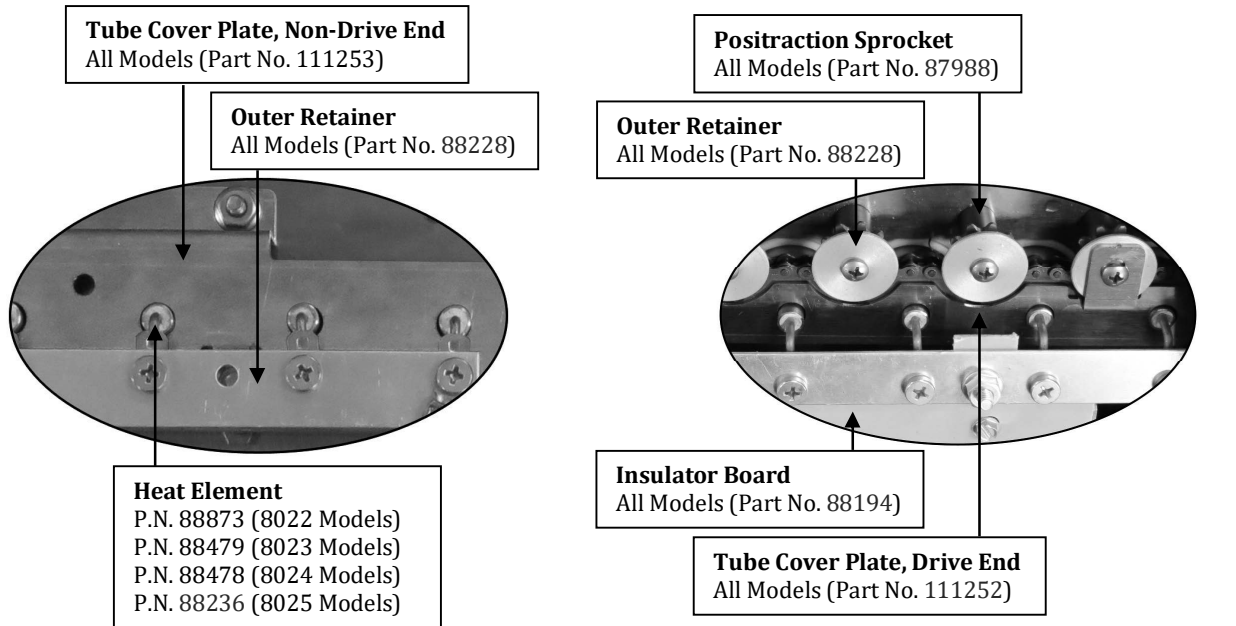 Tube Cover Plate, Non-Drive End
All Models (Part No. 111253)
Outer Retainer
All Models (Part No. 88228)
Heat Element
P.N. 88873 (8022 Models)
P.N. 88479 (8023 Models)
P.N. 88478 (8024 Models)
P.N. 88236 (8025 Models)
Positraction Sprocket
All Models (Part No. 87988)
Outer Retainer
All Models (Part No. 88228)
Insulator Board
All Models (Part No. 88194)
Tube Cover Plate, Drive End
All Models (Part No. 111252)